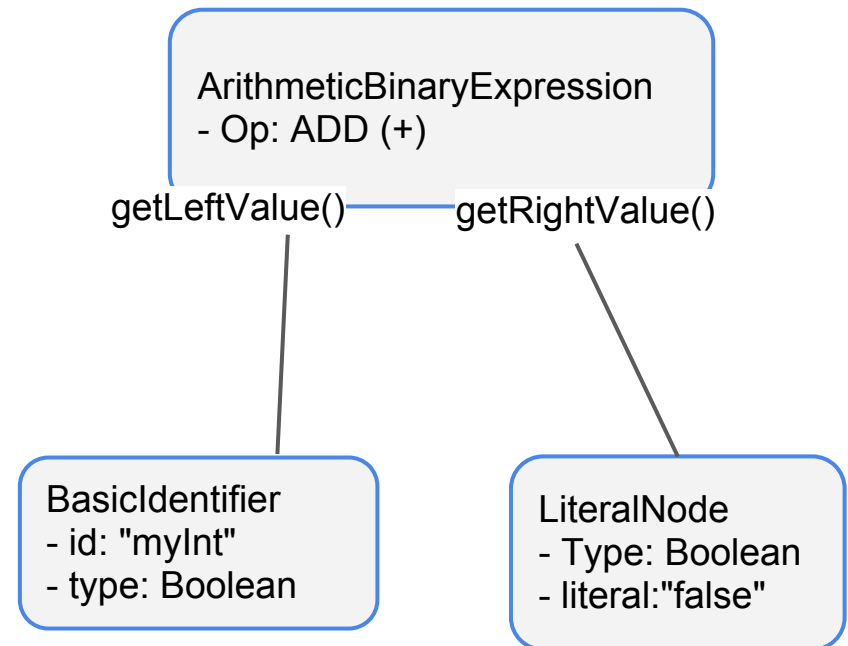 ArithmeticBinaryExpression
- Op: ADD (+)
getLeftValue()
getRightValue()
BasicIdentifier
- id: "myInt"
- type: Boolean
LiteralNode
- Type: Boolean
- literal:"false"